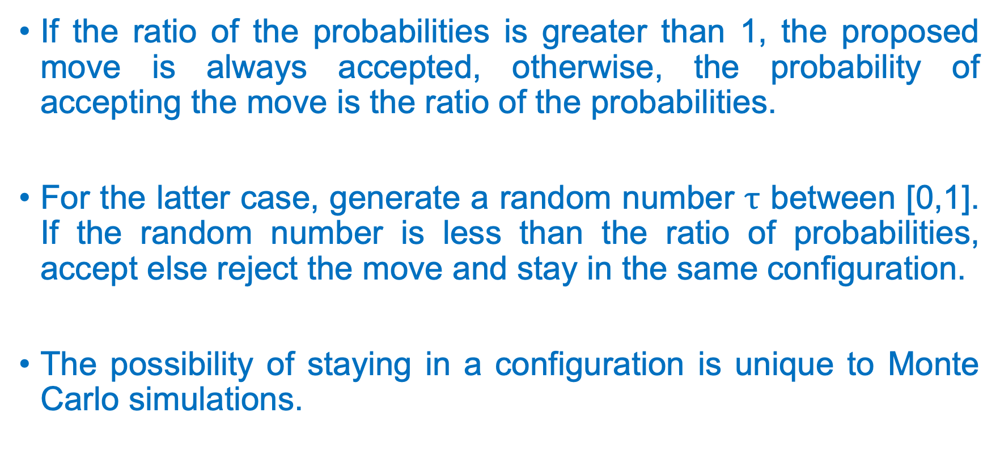 • If the ratio of the probabilities is greater than 1, the proposed
move is always accepted, otherwise, the probability of
accepting the move is the ratio of the probabilities.
• For the latter case, generate a random number τ between [0,1].
If the random number is less than the ratio of probabilities,
accept else reject the move and stay in the same configuration.
• The possibility of staying in a configuration is unique to Monte
Carlo simulations.